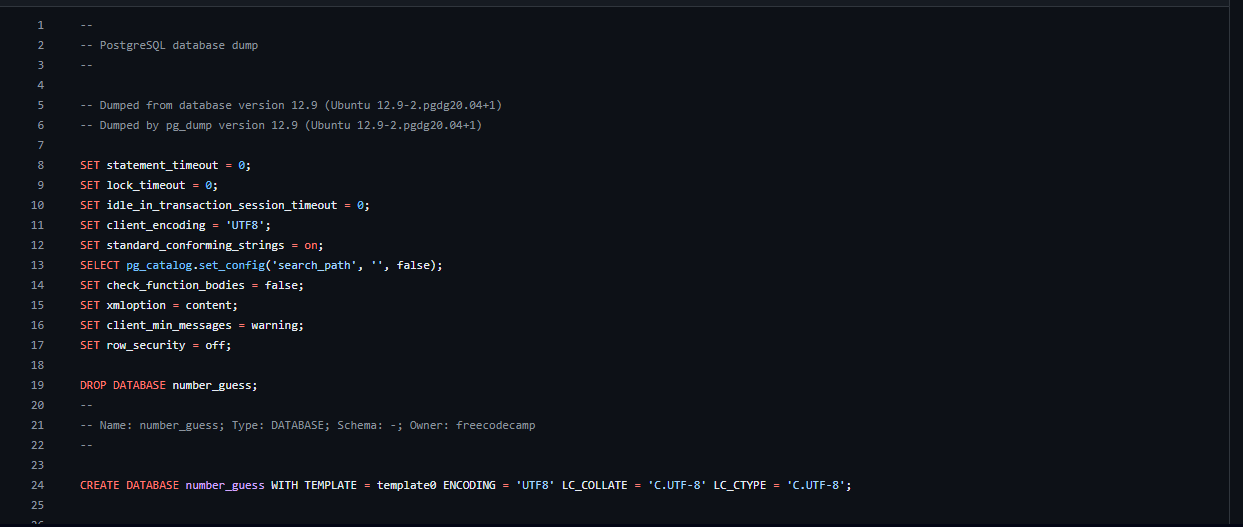 1 --
2 -- PostgreSQL database dump
3 --
4
5 -- Dumped from database version 12.9 (Ubuntu 12.9-2.pgdg20.04+1)
6 -- Dumped by pg_dump version 12.9 (Ubuntu 12.9-2.pgdg20.04+1)
7
8 SET statement_timeout = 0;
9 SET lock_timeout = 0;
10 SET idle_in_transaction_session_timeout = 0;
11 SET client_encoding = 'UTF8';
12 SET standard_conforming_strings = on;
13 SELECT pg_catalog.set_config('search_path', '', false);
14 SET check_function_bodies = false;
15 SET xmloption = content;
16 SET client_min_messages = warning;
17 SET row_security = off;
18
19 DROP DATABASE number_guess;
20 --
21 -- Name: number_guess; Type: DATABASE; Schema: -; Owner: freecodecamp
22 --
23
24 CREATE DATABASE number_guess WITH TEMPLATE = template0 ENCODING = 'UTF8' LC_COLLATE = 'C.UTF-8' LC_CTYPE = 'C.UTF-8';
25